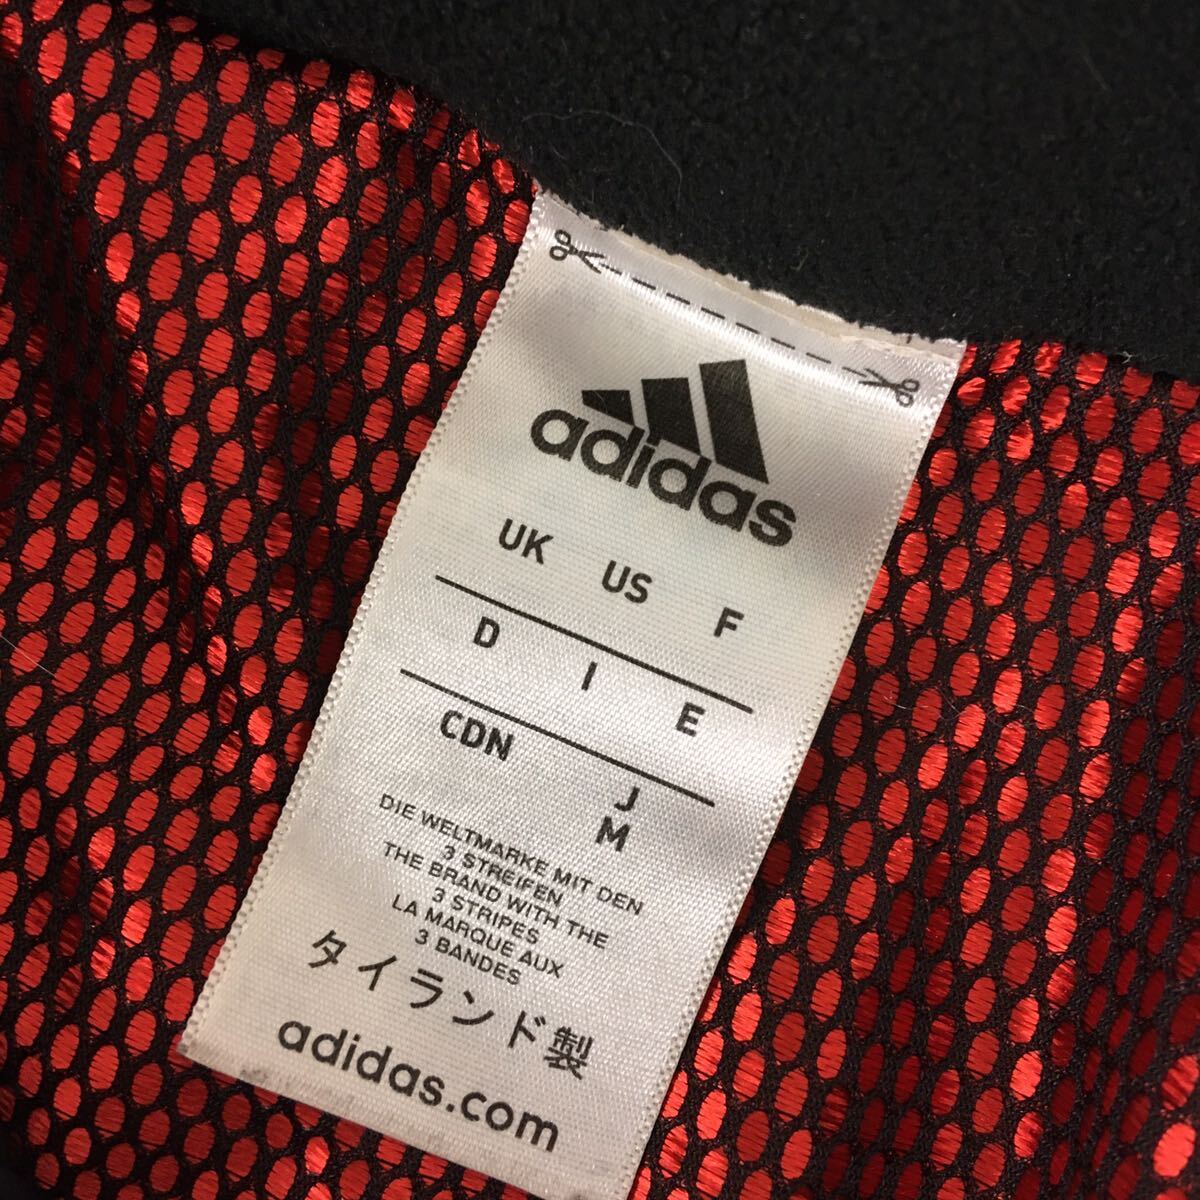 adidas
UK US F
D I E
CDN J
M
DIE WELTMARKE MIT DEN
3 STREIFEN
THE BRAND WITH THE
3 STRIPES
LA MARQUE AUX
3 BANDES
タイランド製
adidas.com